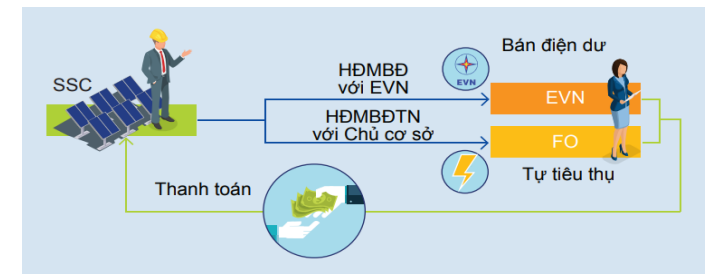 Bán điện dư
SSC
HĐMBĐ
với EVN
EVN
EVN
HĐMBĐTN
với Chủ cơ sở
FO
Thanh toán
Tự tiêu thụ